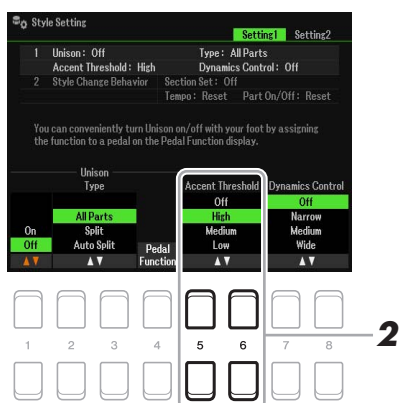 Style Setting
Setting1 Setting2
1 Unison: Off Type: All Parts
Accent Threshold: High Dynamics Control: Off
2 Style Change Behavior Section Set: Off
Tempo: Reset Part On/Off: Reset
You can conveniently turn Unison on/off with your foot by assigning
the function to a pedal on the Pedal Function display.
Unison
Type Accent Threshold Dynamics Control
Off Off
All Parts High Narrow
On Split Medium Medium
Off Auto Split Pedal Low Wide
Function
1 2 3 4 5 6 7 8
2